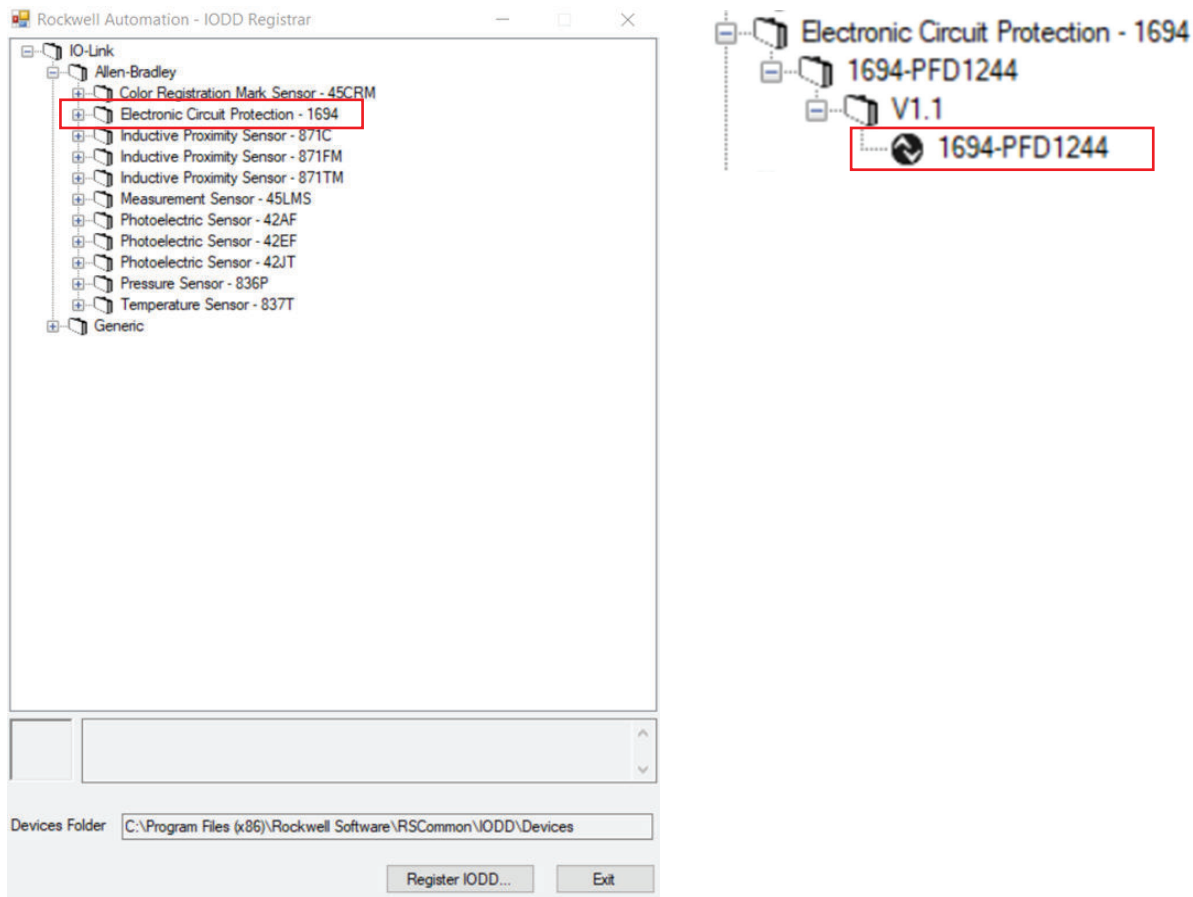 Rockwell Automation - IODD Registrar
IO-Link
Allen-Bradley
Color Registration Mark Sensor - 45CRM
Electronic Circuit Protection - 1694
Inductive Proximity Sensor - 871C
Inductive Proximity Sensor - 871FM
Inductive Proximity Sensor - 871TM
Measurement Sensor - 45LMS
Photoelectric Sensor - 42AF
Photoelectric Sensor - 42EF
Photoelectric Sensor - 42JT
Pressure Sensor - 836P
Temperature Sensor - 837T
Generic
Devices Folder C:\Program Files (x86)\Rockwell Software\RSCommon\IODD\Devices
Register IODD... Exit
Electronic Circuit Protection - 1694
1694-PFD1244
V1.1
1694-PFD1244